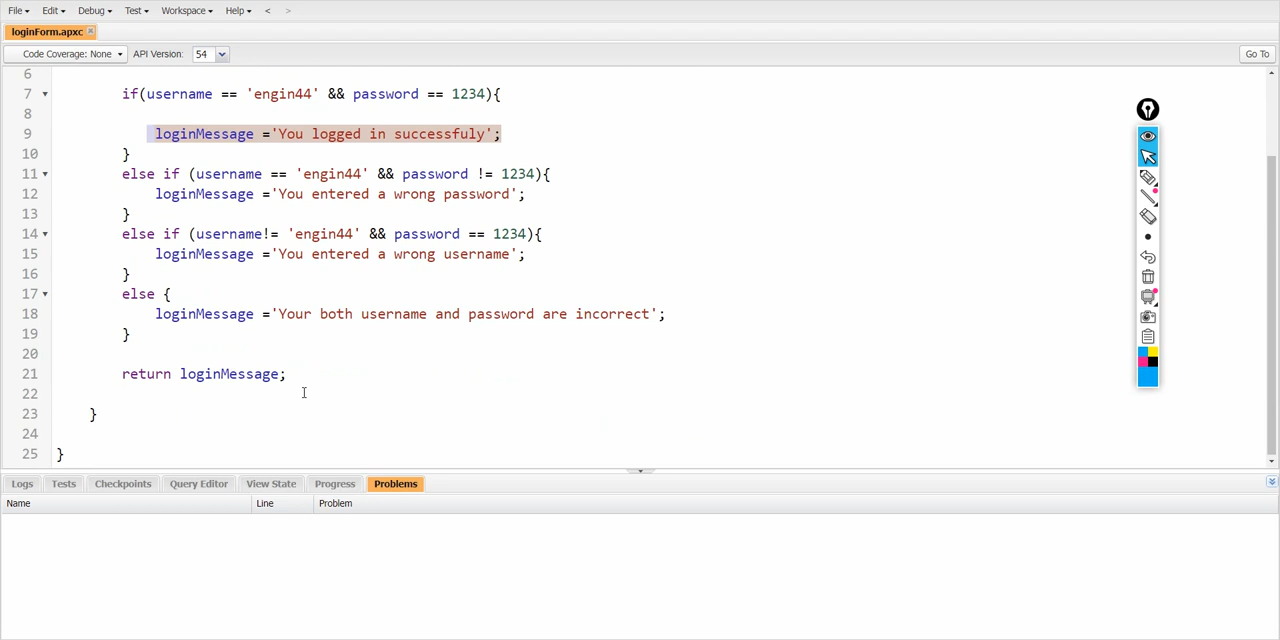 File Edit Debug Test Workspace Help < >
loginForm.apxc
Code Coverage: None API Version: 54 Go To
6
7 if(username == 'engin44' && password == 1234){
8
9 loginMessage ='You logged in successfuly';
10 }
11 else if (username == 'engin44' && password != 1234){
12 loginMessage ='You entered a wrong password';
13 }
14 else if (username!= 'engin44' && password == 1234){
15 loginMessage ='You entered a wrong username';
16 }
17 else {
18 loginMessage ='Your both username and password are incorrect';
19 }
20
21 return loginMessage;
22
23 }
24
25 }
Logs Tests Checkpoints Query Editor View State Progress Problems
Name Line Problem